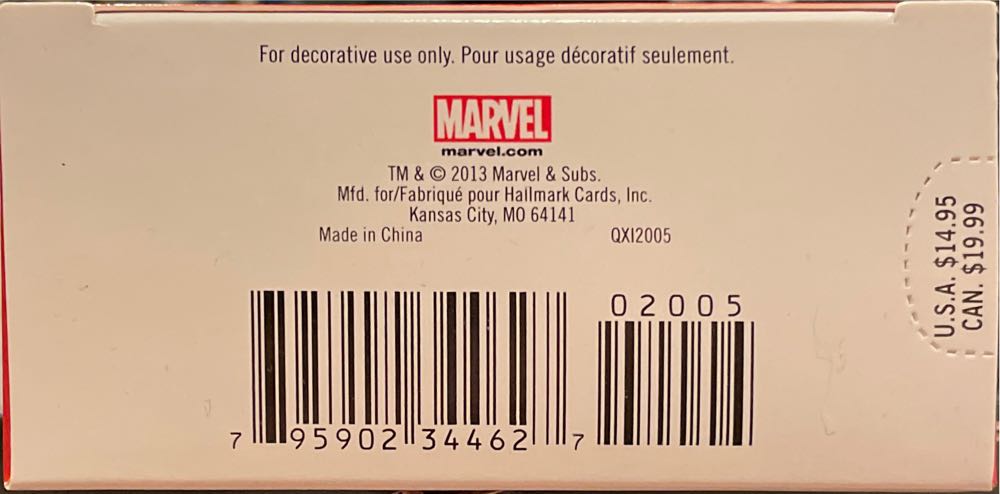 For decorative use only. Pour usage décoratif seulement.
MARVEL
marvel.com
TM & © 2013 Marvel & Subs.
Mfd. for/Fabriqué pour Hallmark Cards, Inc.
Kansas City, MO 64141
Made in China QXI2005
02005
7 95902 34462 7
U.S.A. $14.95
CAN. $19.99